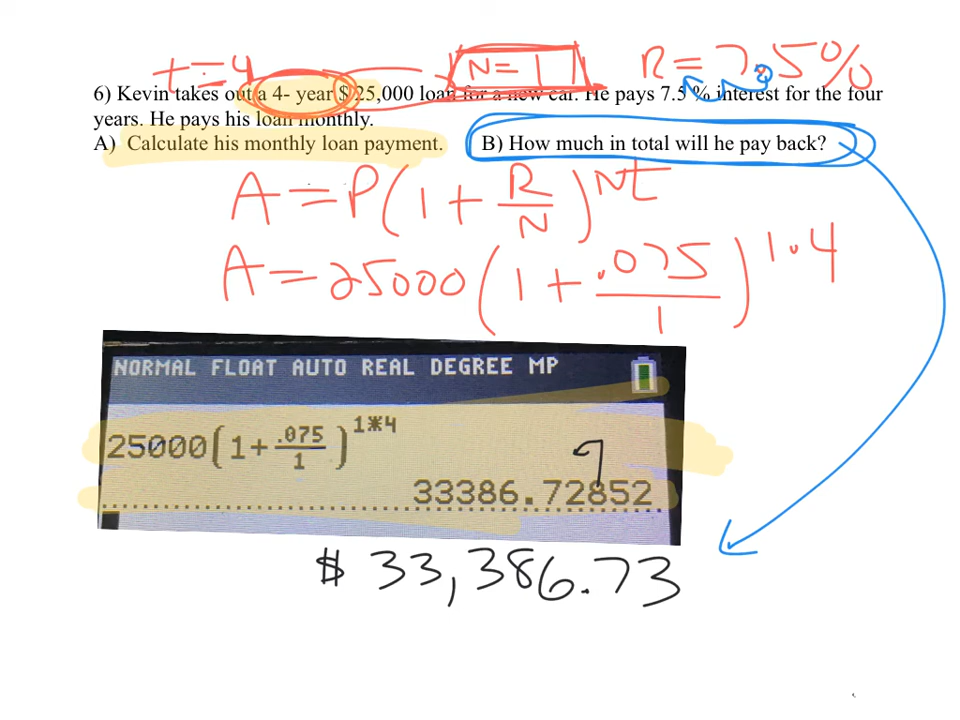 t=4 N=1 R=7.5%
6) Kevin takes out a 4- year $25,000 loan for a new car. He pays 7.5 % interest for the four
years. He pays his loan monthly.
A) Calculate his monthly loan payment. B) How much in total will he pay back?
A=P(1+R/N)^Nt
A=25000(1+.075/1)^1·4
NORMAL FLOAT AUTO REAL DEGREE MP
25000(1+.075/1)^1*4
33386.72852
$ 33,386.73